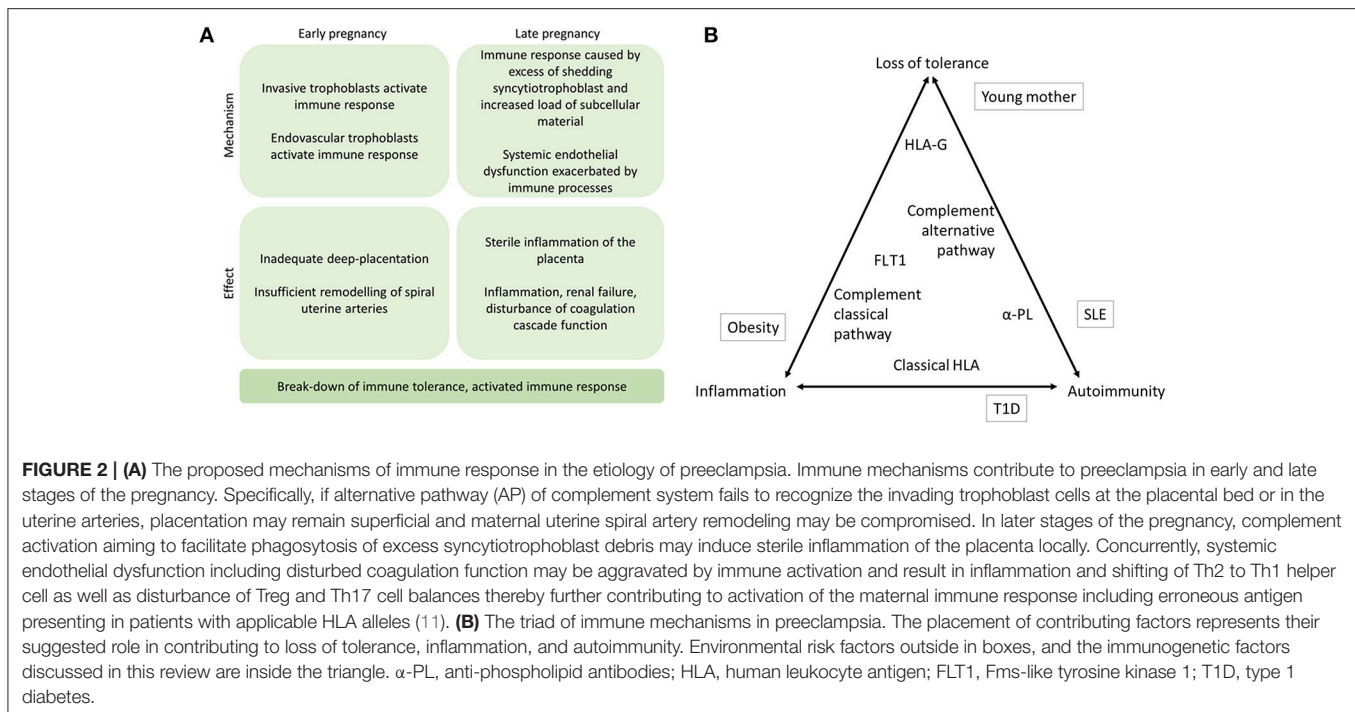 A
Early pregnancy
Late pregnancy
Mechanism
Invasive trophoblasts activate
immune response
Endovascular trophoblasts
activate immune response
Immune response caused by
excess of shedding
syncytiotrophoblast and
increased load of subcellular
material
Systemic endothelial
dysfunction exacerbated by
immune processes
Effect
Inadequate deep-placentation
Insufficient remodelling of spiral
uterine arteries
Sterile inflammation of the
placenta
Inflammation, renal failure,
disturbance of coagulation
cascade function
Break-down of immune tolerance, activated immune response
B
Loss of tolerance
Young mother
HLA-G
Complement
alternative
pathway
FLT1
Complement
classical
pathway
Obesity
α-PL
SLE
Classical HLA
Inflammation
Autoimmunity
T1D
FIGURE 2 | (A) The proposed mechanisms of immune response in the etiology of preeclampsia. Immune mechanisms contribute to preeclampsia in early and late
stages of the pregnancy. Specifically, if alternative pathway (AP) of complement system fails to recognize the invading trophoblast cells at the placental bed or in the
uterine arteries, placentation may remain superficial and maternal uterine spiral artery remodeling may be compromised. In later stages of the pregnancy, complement
activation aiming to facilitate phagosytosis of excess syncytiotrophoblast debris may induce sterile inflammation of the placenta locally. Concurrently, systemic
endothelial dysfunction including disturbed coagulation function may be aggravated by immune activation and result in inflammation and shifting of Th2 to Th1 helper
cell as well as disturbance of Treg and Th17 cell balances thereby further contributing to activation of the maternal immune response including erroneous antigen
presenting in patients with applicable HLA alleles (11). (B) The triad of immune mechanisms in preeclampsia. The placement of contributing factors represents their
suggested role in contributing to loss of tolerance, inflammation, and autoimmunity. Environmental risk factors outside in boxes, and the immunogenetic factors
discussed in this review are inside the triangle. α-PL, anti-phospholipid antibodies; HLA, human leukocyte antigen; FLT1, Fms-like tyrosine kinase 1; T1D, type 1
diabetes.